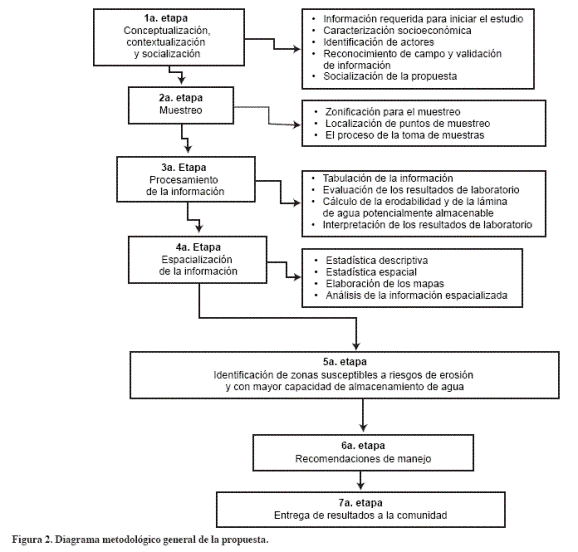 1a. etapa
Conceptualización,
contextualización
y socialización
• Información requerida para iniciar el estudio
• Caracterización socioeconómica
• Identificación de actores
• Reconocimiento de campo y validación
de información
• Socialización de la propuesta
2a. etapa
Muestreo
• Zonificación para el muestreo
• Localización de puntos de muestreo
• El proceso de la toma de muestras
3a. Etapa
Procesamiento
de la información
• Tabulación de la información
• Evaluación de los resultados de laboratorio
• Cálculo de la erodabilidad y de la lámina
de agua potencialmente almacenable
• Interpretación de los resultados de laboratorio
4a. Etapa
Espacialización
de la información
• Estadística descriptiva
• Estadística espacial
• Elaboración de los mapas
• Análisis de la información espacializada
5a. etapa
Identificación de zonas susceptibles a riesgos de erosión
y con mayor capacidad de almacenamiento de agua
6a. etapa
Recomendaciones de manejo
7a. etapa
Entrega de resultados a la comunidad
Figura 2. Diagrama metodológico general de la propuesta.